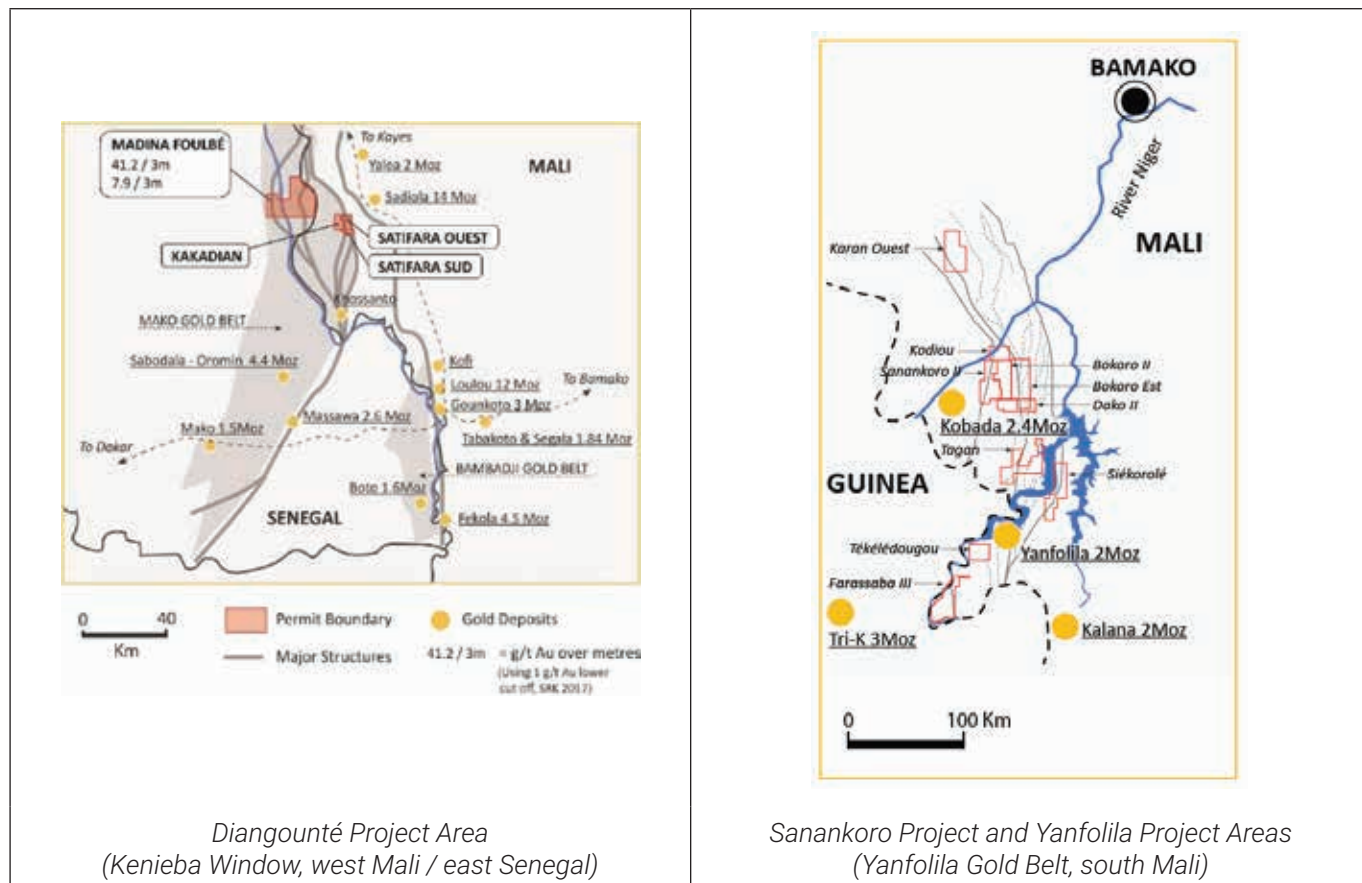 MADINA FOULBÉ
41.2 / 3m
7.9 / 3m
To Kayes
Yalea 2 Moz
MALI
Sadiola 14 Moz
SATIFARA OUEST
KAKADIAN
SATIFARA SUD
Khossanto
MAKO GOLD BELT
Sabodala - Oromin 4.4 Moz
Kofi
Loulou 12 Moz
To Bamako
Gounkoto 3 Moz
Massawa 2.6 Moz
Mako 1.5Moz
Tabakoto & Segala 1.84 Moz
To Dakar
BAMBADJI GOLD BELT
Boto 1.6Moz
SENEGAL
Fekola 4.5 Moz
0 40
Km
Permit Boundary
Gold Deposits
Major Structures
41.2 / 3m = g/t Au over metres
(Using 1 g/t Au lower
cut off, SRK 2017)
Diangounté Project Area
(Kenieba Window, west Mali / east Senegal)
BAMAKO
River Niger
MALI
Karan Ouest
Kodiou
Sanankoro II
Bokoro II
Bokoro Est
Dako II
Kobada 2.4Moz
Tagan
GUINEA
Siékorolé
Tékélédougou
Yanfolila 2Moz
Farassaba III
Tri-K 3Moz
Kalana 2Moz
0 100 Km
Sanankoro Project and Yanfolila Project Areas
(Yanfolila Gold Belt, south Mali)